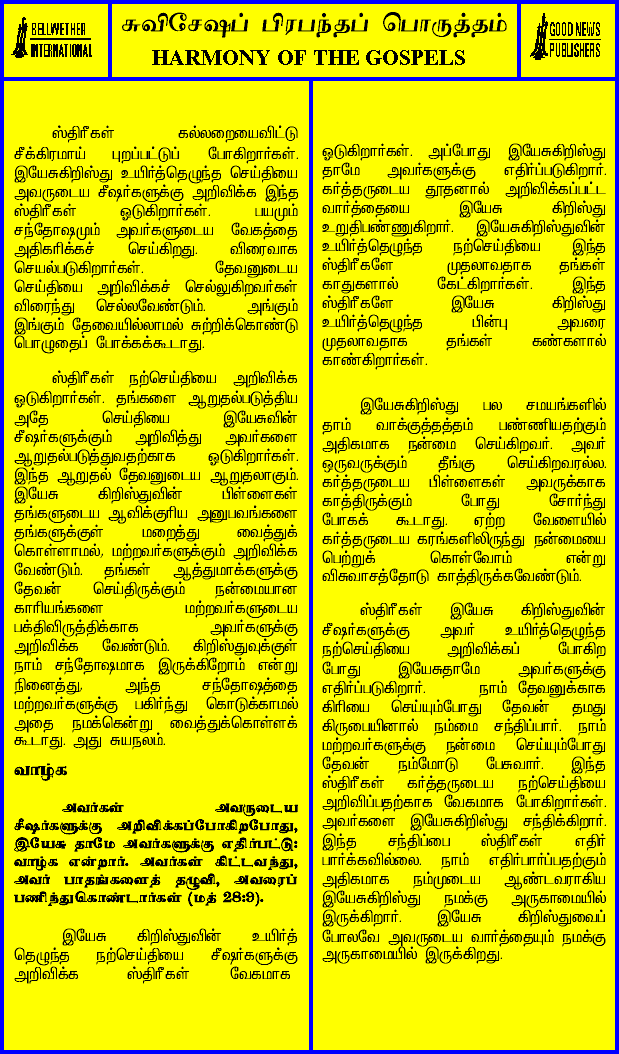 BELLWETHER
INTERNATIONAL
சுவிசேஷப் பிரபந்தப் பொருத்தம்
HARMONY OF THE GOSPELS
GOOD NEWS
PUBLISHERS
ஸ்திரீகள் கல்லறையைவிட்டு
சீக்கிரமாய் புறப்பட்டுப் போகிறார்கள்.
இயேசுகிறிஸ்து உயிர்த்தெழுந்த செய்தியை
அவருடைய சீஷர்களுக்கு அறிவிக்க இந்த
ஸ்திரீகள் ஓடுகிறார்கள். பயமும்
சந்தோஷமும் அவர்களுடைய வேகத்தை
அதிகரிக்கச் செய்கிறது. விரைவாக
செயல்படுகிறார்கள். தேவனுடைய
செய்தியை அறிவிக்கச் செல்லுகிறவர்கள்
விரைந்து செல்லவேண்டும். அங்கும்
இங்கும் தேவையில்லாமல் சுற்றிக்கொண்டு
பொழுதைப் போக்கக்கூடாது.
ஸ்திரீகள் நற்செய்தியை அறிவிக்க
ஓடுகிறார்கள். தங்களை ஆறுதல்படுத்திய
அதே செய்தியை இயேசுவின்
சீஷர்களுக்கும் அறிவித்து அவர்களை
ஆறுதல்படுத்துவதற்காக ஓடுகிறார்கள்.
இந்த ஆறுதல் தேவனுடைய ஆறுதலாகும்.
இயேசு கிறிஸ்துவின் பிள்ளைகள்
தங்களுடைய ஆவிக்குரிய அனுபவங்களை
தங்களுக்குள் மறைத்து வைத்துக்
கொள்ளாமல், மற்றவர்களுக்கும் அறிவிக்க
வேண்டும். தங்கள் ஆத்துமாக்களுக்கு
தேவன் செய்திருக்கும் நன்மையான
காரியங்களை மற்றவர்களுடைய
பக்திவிருத்திக்காக அவர்களுக்கு
அறிவிக்க வேண்டும். கிறிஸ்துவுக்குள்
நாம் சந்தோஷமாக இருக்கிறோம் என்று
நினைத்து, அந்த சந்தோஷத்தை
மற்றவர்களுக்கு பகிர்ந்து கொடுக்காமல்
அதை நமக்கென்று வைத்துக்கொள்ளக்
கூடாது. அது சுயநலம்.
வாழ்க
அவர்கள் அவருடைய
சீஷர்களுக்கு அறிவிக்கப்போகிறபோது,
இயேசு தாமே அவர்களுக்கு எதிர்பட்டு:
வாழ்க என்றார். அவர்கள் கிட்டவந்து,
அவர் பாதங்களைத் தழுவி, அவரைப்
பணிந்துகொண்டார்கள் (மத் 28:9).
இயேசு கிறிஸ்துவின் உயிர்த்
தெழுந்த நற்செய்தியை சீஷர்களுக்கு
அறிவிக்க ஸ்திரீகள் வேகமாக
ஓடுகிறார்கள். அப்போது இயேசுகிறிஸ்து
தாமே அவர்களுக்கு எதிர்ப்படுகிறார்.
கர்த்தருடைய தூதனால் அறிவிக்கப்பட்ட
வார்த்தையை இயேசு கிறிஸ்து
உறுதிபண்ணுகிறார். இயேசுகிறிஸ்துவின்
உயிர்த்தெழுந்த நற்செய்தியை இந்த
ஸ்திரீகளே முதலாவதாக தங்கள்
காதுகளால் கேட்கிறார்கள். இந்த
ஸ்திரீகளே இயேசு கிறிஸ்து
உயிர்த்தெழுந்த பின்பு அவரை
முதலாவதாக தங்கள் கண்களால்
காண்கிறார்கள்.
இயேசுகிறிஸ்து பல சமயங்களில்
தாம் வாக்குத்தத்தம் பண்ணியதற்கும்
அதிகமாக நன்மை செய்கிறவர். அவர்
ஒருவருக்கும் தீங்கு செய்கிறவரல்ல.
கர்த்தருடைய பிள்ளைகள் அவருக்காக
காத்திருக்கும் போது சோர்ந்து
போகக் கூடாது. ஏற்ற வேளையில்
கர்த்தருடைய கரங்களிலிருந்து நன்மையை
பெற்றுக் கொள்வோம் என்று
விசுவாசத்தோடு காத்திருக்கவேண்டும்.
ஸ்திரீகள் இயேசு கிறிஸ்துவின்
சீஷர்களுக்கு அவர் உயிர்த்தெழுந்த
நற்செய்தியை அறிவிக்கப் போகிற
போது இயேசுதாமே அவர்களுக்கு
எதிர்ப்படுகிறார். நாம் தேவனுக்காக
கிரியை செய்யும்போது தேவன் தமது
கிருபையினால் நம்மை சந்திப்பார். நாம்
மற்றவர்களுக்கு நன்மை செய்யும்போது
தேவன் நம்மோடு பேசுவார். இந்த
ஸ்திரீகள் கர்த்தருடைய நற்செய்தியை
அறிவிப்பதற்காக வேகமாக போகிறார்கள்.
அவர்களை இயேசுகிறிஸ்து சந்திக்கிறார்.
இந்த சந்திப்பை ஸ்திரீகள் எதிர்
பார்க்கவில்லை. நாம் எதிர்பார்ப்பதற்கும்
அதிகமாக நம்முடைய ஆண்டவராகிய
இயேசுகிறிஸ்து நமக்கு அருகாமையில்
இருக்கிறார். இயேசு கிறிஸ்துவைப்
போலவே அவருடைய வார்த்தையும் நமக்கு
அருகாமையில் இருக்கிறது.